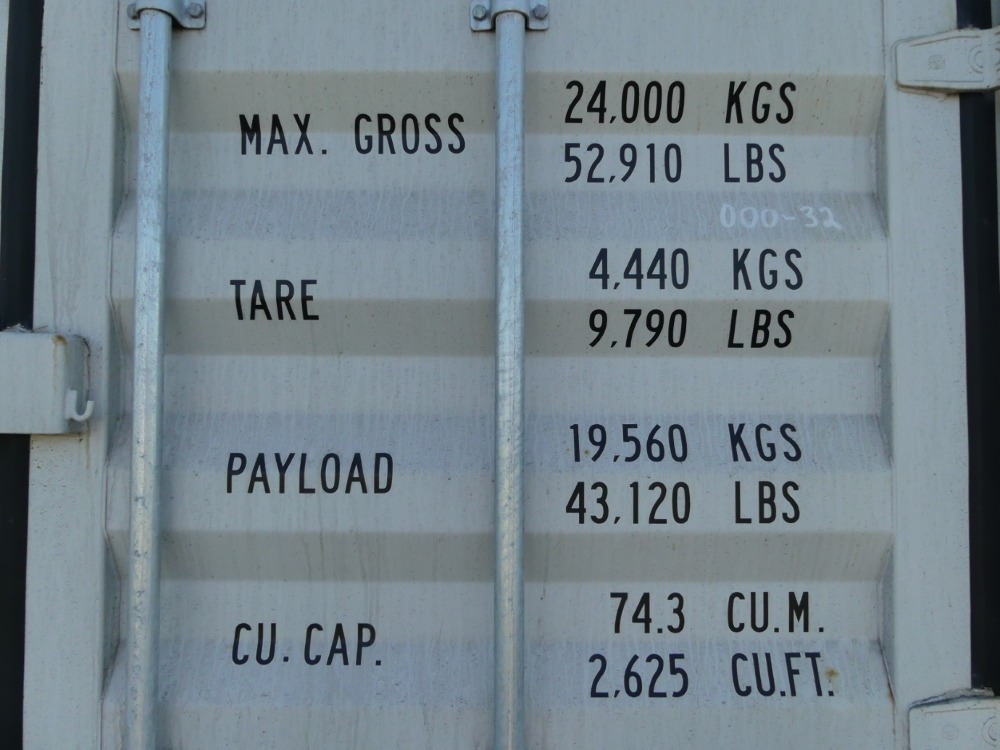 MAX. GROSS 24,000 KGS
52,910 LBS
000-32
TARE 4,440 KGS
9,790 LBS
PAYLOAD 19,560 KGS
43,120 LBS
CU. CAP. 74.3 CU.M.
2,625 CU.FT.